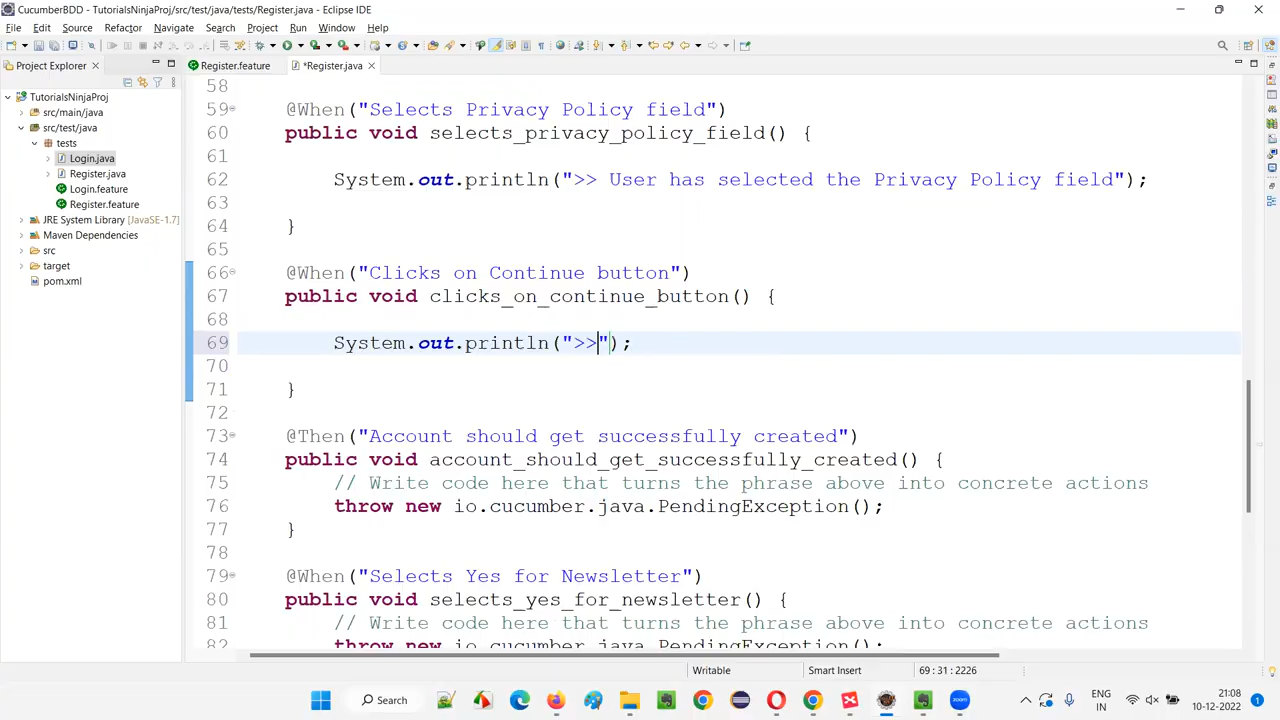 CucumberBDD - TutorialsNinjaProj/src/test/java/tests/Register.java - Eclipse IDE
File Edit Source Refactor Navigate Search Project Run Window Help
Project Explorer
Register.feature
*Register.java
TutorialsNinjaProj
src/main/java
src/test/java
tests
Login.java
Register.java
Login.feature
Register.feature
JRE System Library [JavaSE-1.7]
Maven Dependencies
src
target
pom.xml
58
59 @When("Selects Privacy Policy field")
60 public void selects_privacy_policy_field() {
61
62 System.out.println(">> User has selected the Privacy Policy field");
63
64 }
65
66 @When("Clicks on Continue button")
67 public void clicks_on_continue_button() {
68
69 System.out.println(">>");
70
71 }
72
73 @Then("Account should get successfully created")
74 public void account_should_get_successfully_created() {
75 // Write code here that turns the phrase above into concrete actions
76 throw new io.cucumber.java.PendingException();
77 }
78
79 @When("Selects Yes for Newsletter")
80 public void selects_yes_for_newsletter() {
81 // Write code here that turns the phrase above into concrete actions
82 throw new io.cucumber.java.PendingException();
Writable Smart Insert 69 : 31 : 2226
Search
ENG
IN
21:08
10-12-2022
1